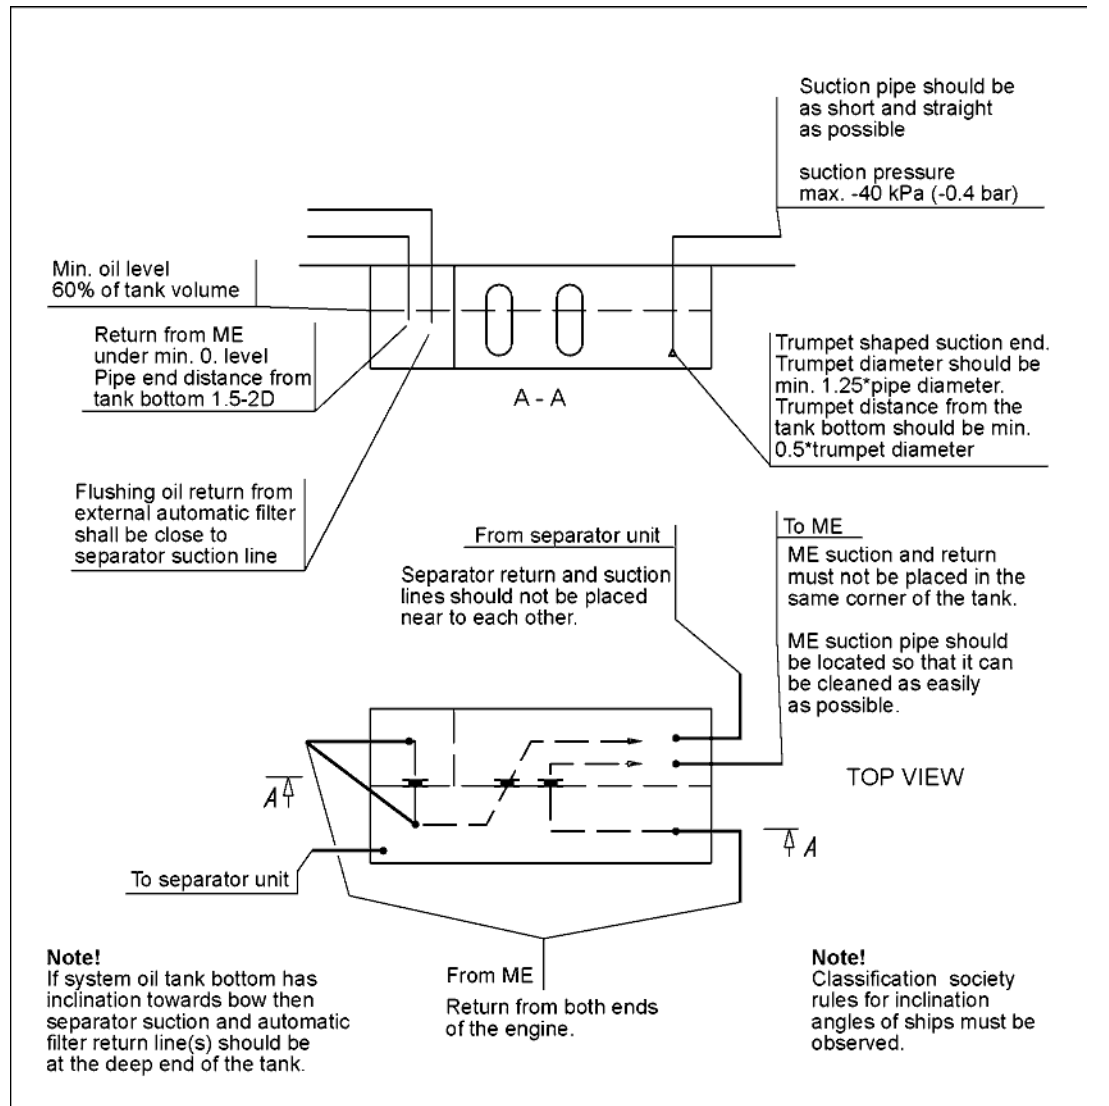 Suction pipe should be
as short and straight
as possible
suction pressure
max. -40 kPa (-0.4 bar)
Min. oil level
60% of tank volume
Return from ME
under min. 0. level
Pipe end distance from
tank bottom 1.5-2D
A - A
Trumpet shaped suction end.
Trumpet diameter should be
min. 1.25*pipe diameter.
Trumpet distance from the
tank bottom should be min.
0.5*trumpet diameter
Flushing oil return from
external automatic filter
shall be close to
separator suction line
From separator unit
Separator return and suction
lines should not be placed
near to each other.
To ME
ME suction and return
must not be placed in the
same corner of the tank.
ME suction pipe should
be located so that it can
be cleaned as easily
as possible.
TOP VIEW
A
A
To separator unit
Note!
If system oil tank bottom has
inclination towards bow then
separator suction and automatic
filter return line(s) should be
at the deep end of the tank.
From ME
Return from both ends
of the engine.
Note!
Classification society
rules for inclination
angles of ships must be
observed.